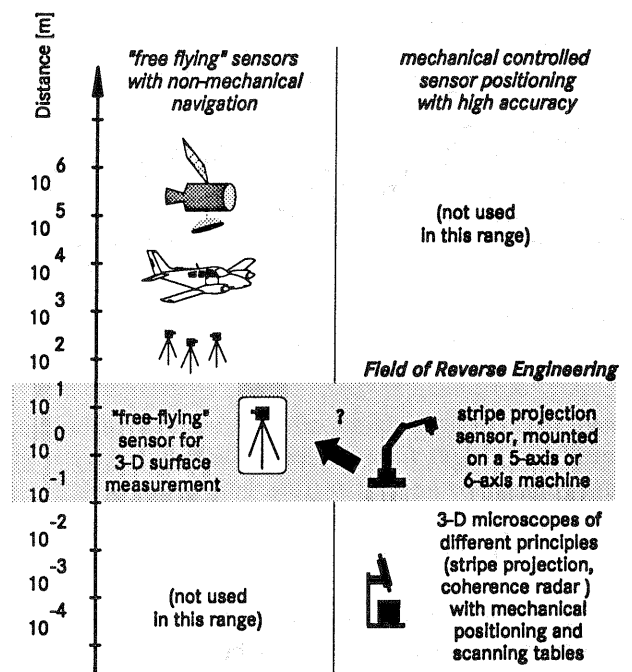 Distance [m]
"free flying" sensors
with non-mechanical
navigation
mechanical controlled
sensor positioning
with high accuracy
10 6
10 5
10 4
10 3
10 2
10 1
10 0
10 -1
10 -2
10 -3
10 -4
(not used
in this range)
Field of Reverse Engineering
"free-flying"
sensor for
3-D surface
measurement
?
stripe projection
sensor, mounted
on a 5-axis or
6-axis machine
3-D microscopes of
different principles
(stripe projection,
coherence radar )
with mechanical
positioning and
scanning tables
(not used
in this range)